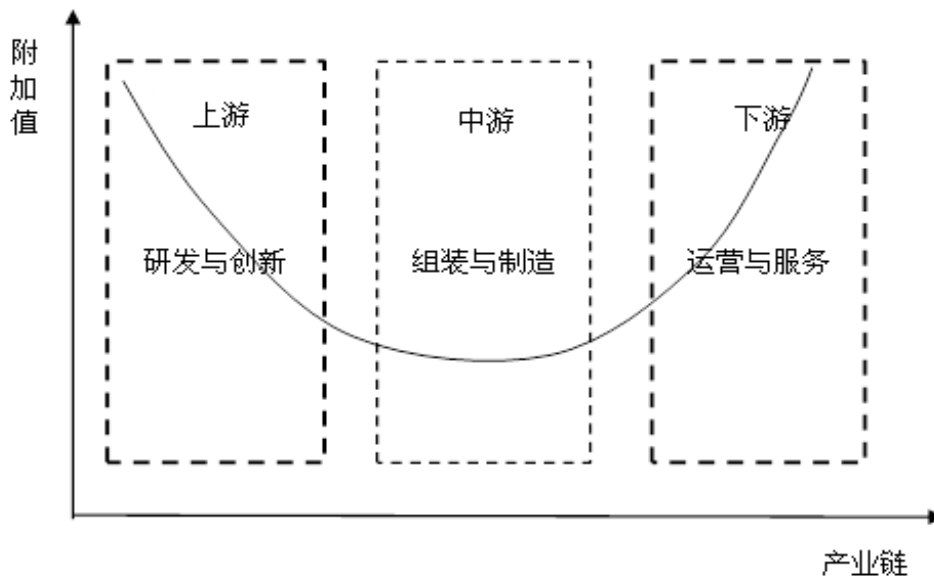 附加值
上游
中游
下游
研发与创新
组装与制造
运营与服务
产业链